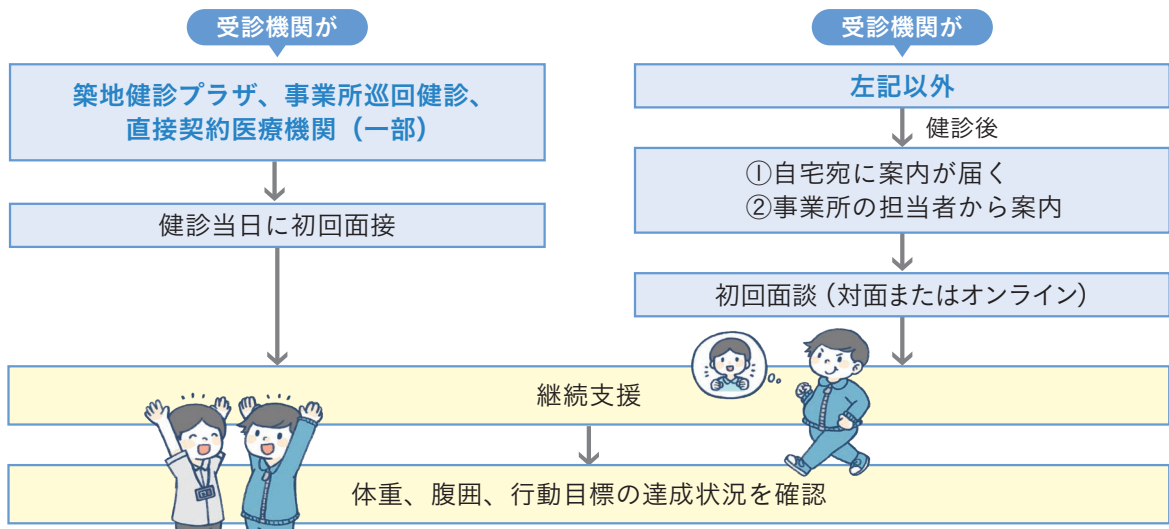 受診機関が
築地健診プラザ、事業所巡回健診、
直接契約医療機関（一部）
健診当日に初回面接
受診機関が
左記以外
健診後
①自宅宛に案内が届く
②事業所の担当者から案内
初回面談（対面またはオンライン）
継続支援
体重、腹囲、行動目標の達成状況を確認